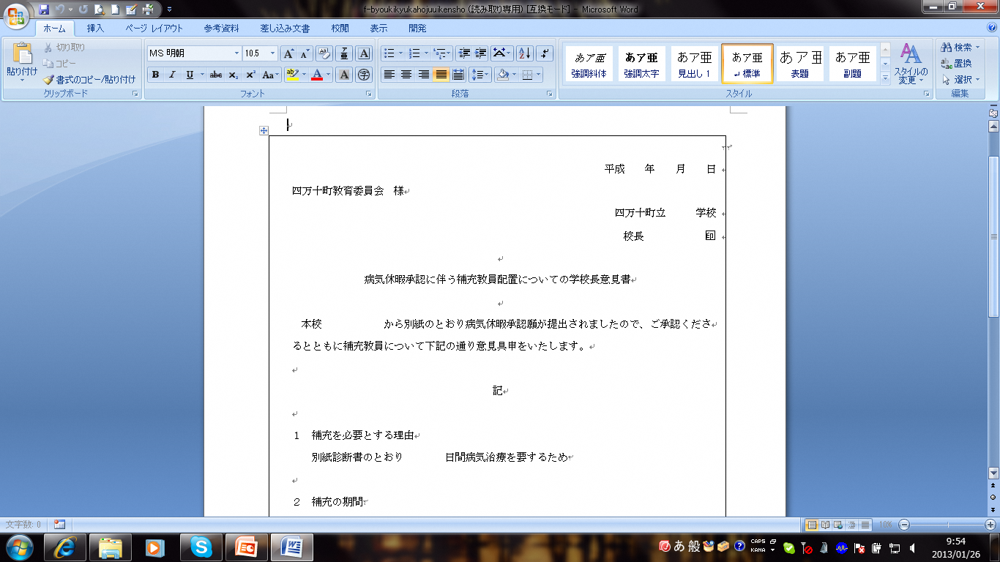 f-byoukikyukahojuuikensho (読み取り専用) [互換モード] - Microsoft Word
ホーム 挿入 ページ レイアウト 参考資料 差し込み文書 校閲 表示 開発
貼り付け
切り取り
コピー
書式のコピー/貼り付け
クリップボード
MS 明朝 10.5
フォント
段落
あア亜 あア亜 あア亜 あア亜 あア亜 あア亜
強調斜体 強調太字 見出し 1 ↵ 標準 表題 副題
スタイルの
変更
スタイル
検索
置換
選択
編集
平成 年 月 日
四万十町教育委員会 様
四万十町立 学校
校長 印
病気休暇承認に伴う補充教員配置についての学校長意見書
本校 から別紙のとおり病気休暇承認願が提出されましたので、ご承認くださ
るとともに補充教員について下記の通り意見具申をいたします。
記
1 補充を必要とする理由
別紙診断書のとおり 日間病気治療を要するため
2 補充の期間
文字数: 0
10%
あ 般 CAPS KANA
9:54
2013/01/26